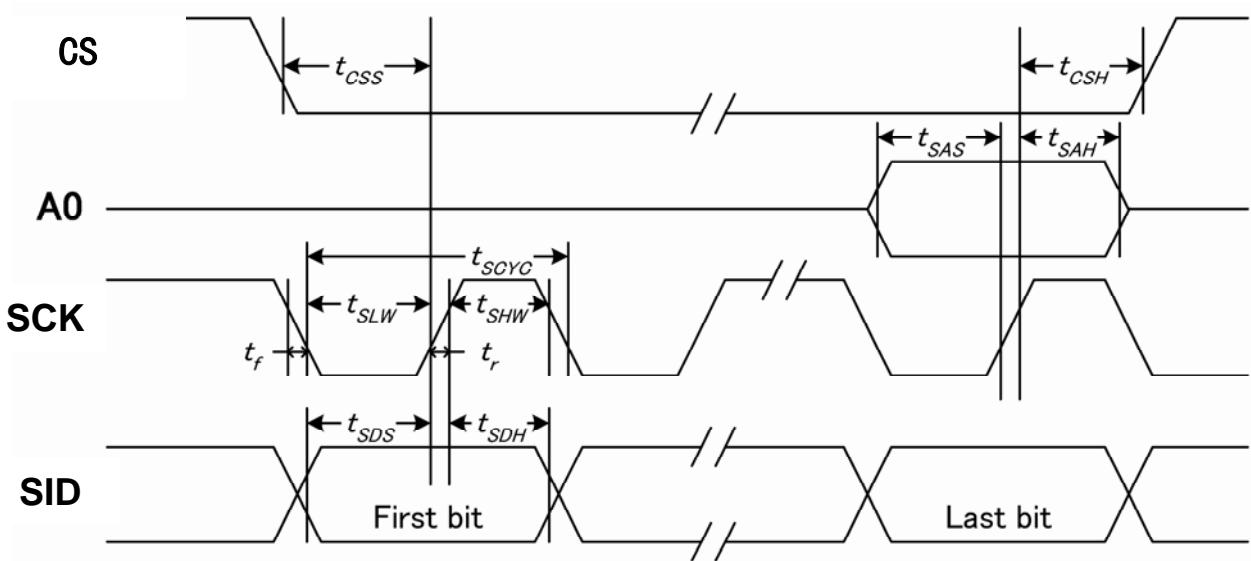 CS
tCSS
tCSH
tSAS
tSAH
A0
tSCYC
SCK
tSLW
tSHW
tf
tr
tSDS
tSDH
SID
First bit
Last bit